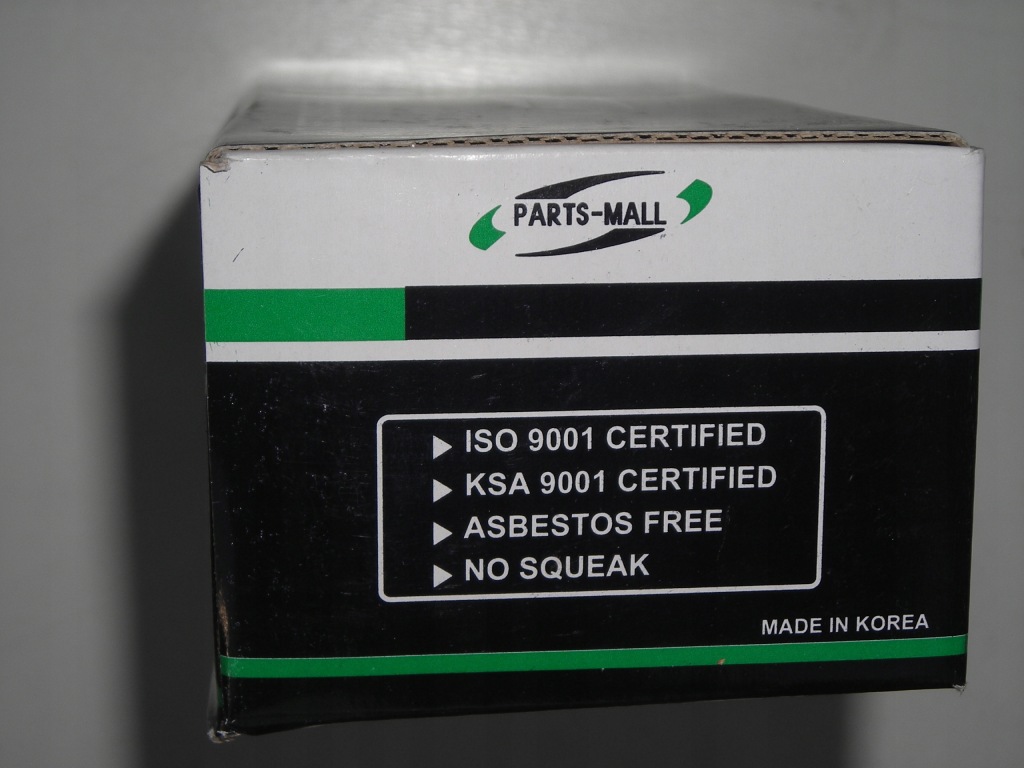 PARTS-MALL
ISO 9001 CERTIFIED
KSA 9001 CERTIFIED
ASBESTOS FREE
NO SQUEAK
MADE IN KOREA